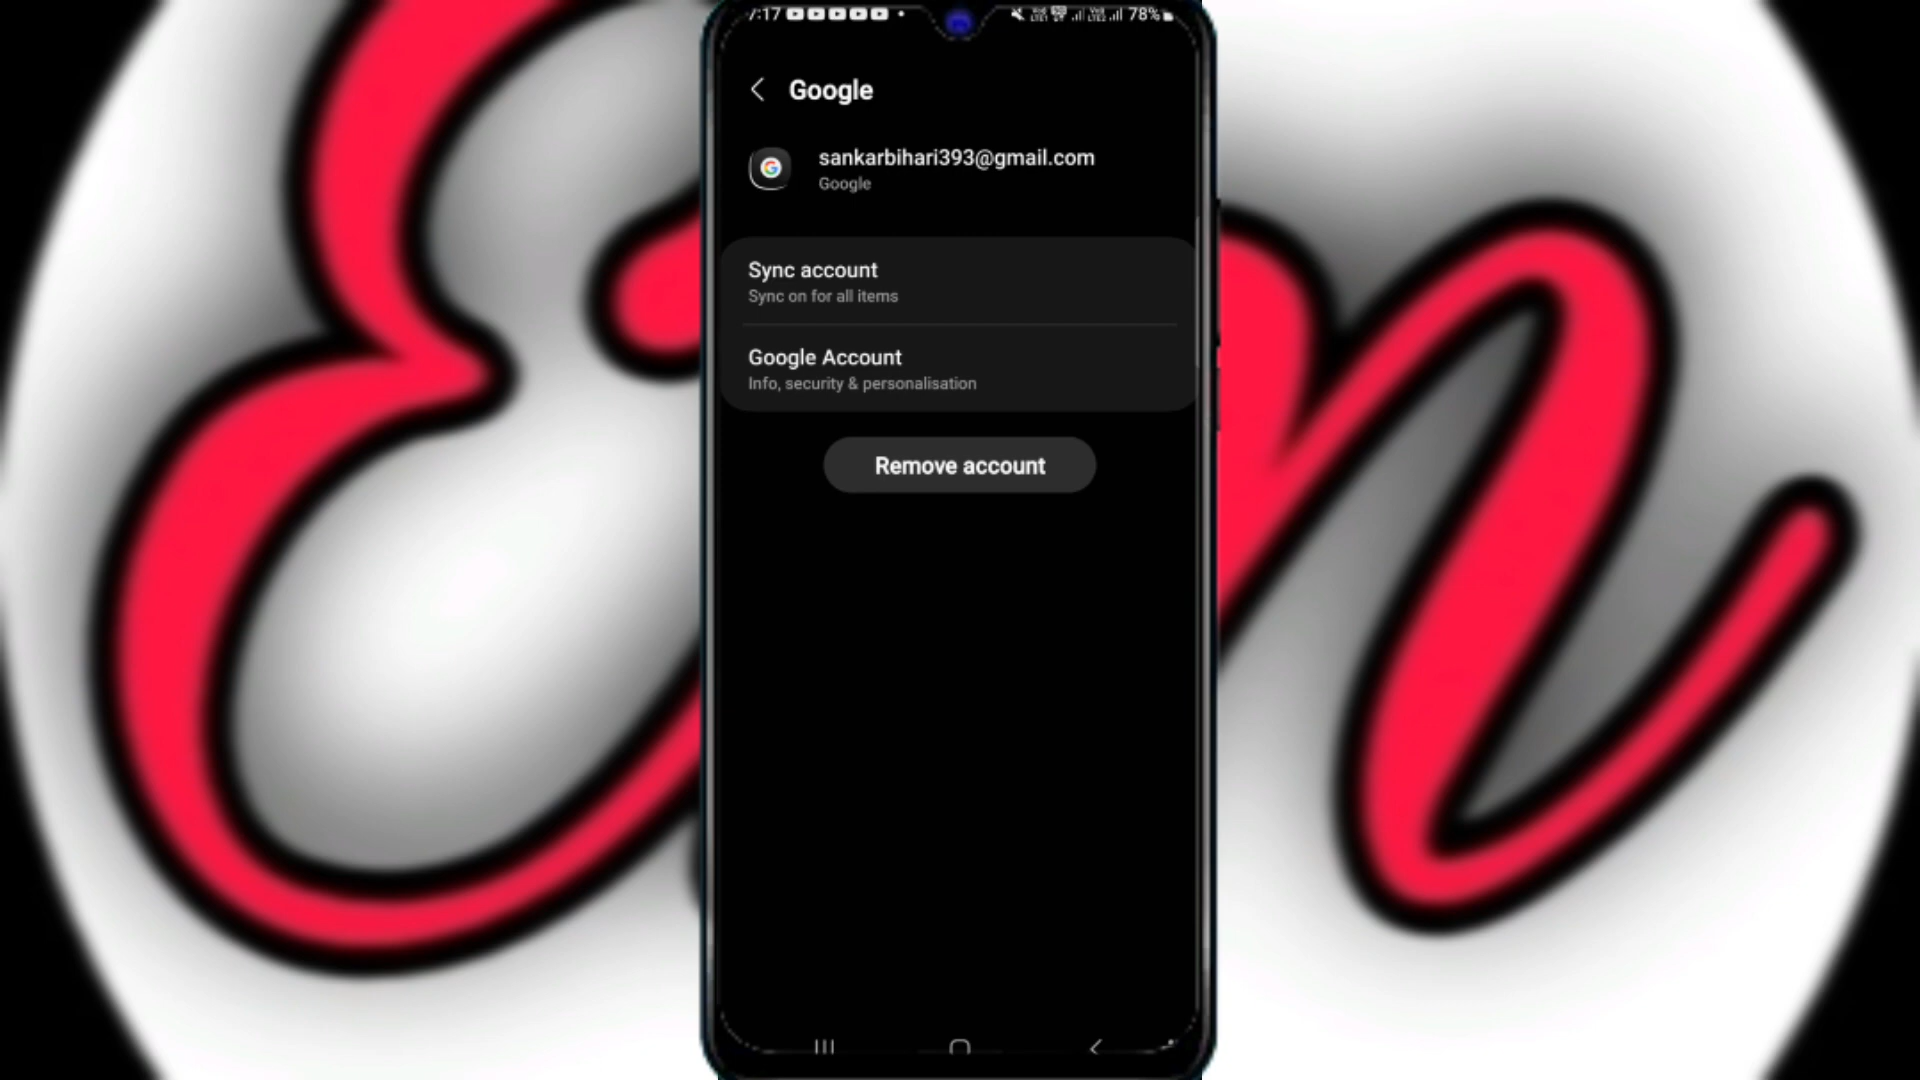 7:17 78%
Google
sankarbihari393@gmail.com
Google
Sync account
Sync on for all items
Google Account
Info, security & personalisation
Remove account